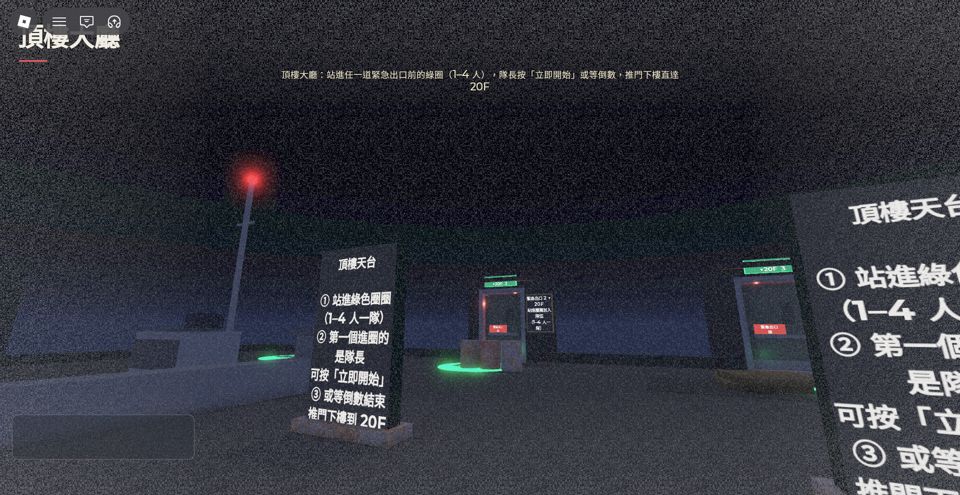 頂樓大廳
頂樓大廳：站進任一道緊急出口前的綠圈（1–4 人），隊長按「立即開始」或等倒數，推門下樓直達
20F
頂樓天台
① 站進綠色圈圈
（1–4 人一隊）
② 第一個進圈的
是隊長
可按「立即開始」
③ 或等倒數結束
推門下樓到 20F
頂樓天台
① 站進綠色
（1–4 人
② 第一個
是隊
可按「立
③ 或等
推門下